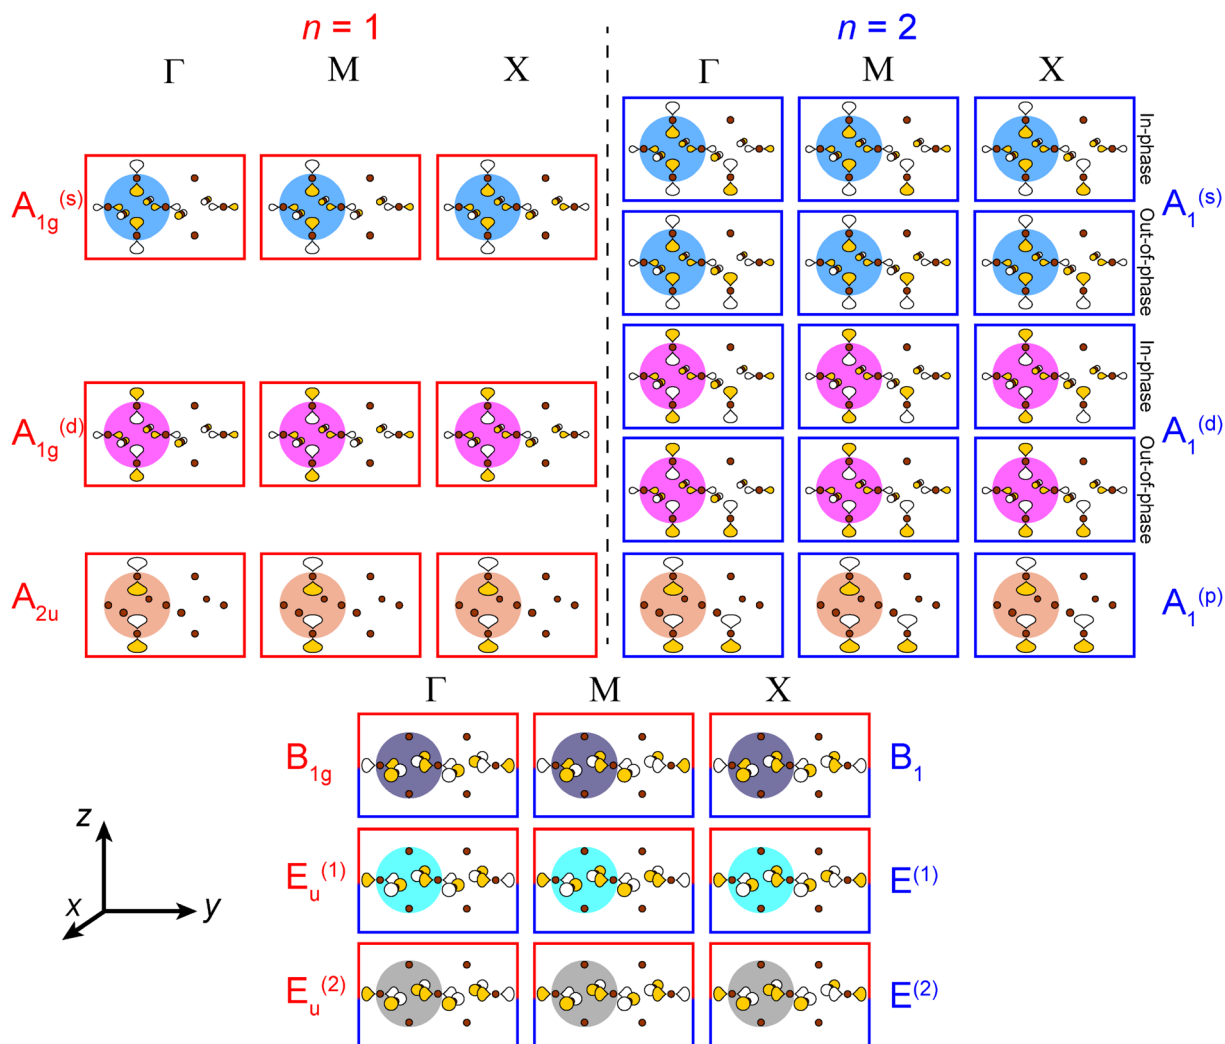 n = 1
n = 2
Γ
M
X
Γ
M
X
A1g(s)
In-phase
A1(s)
Out-of-phase
A1g(d)
In-phase
A1(d)
Out-of-phase
A2u
A1(p)
Γ
M
X
B1g
B1
z
Eu(1)
E(1)
x
y
Eu(2)
E(2)